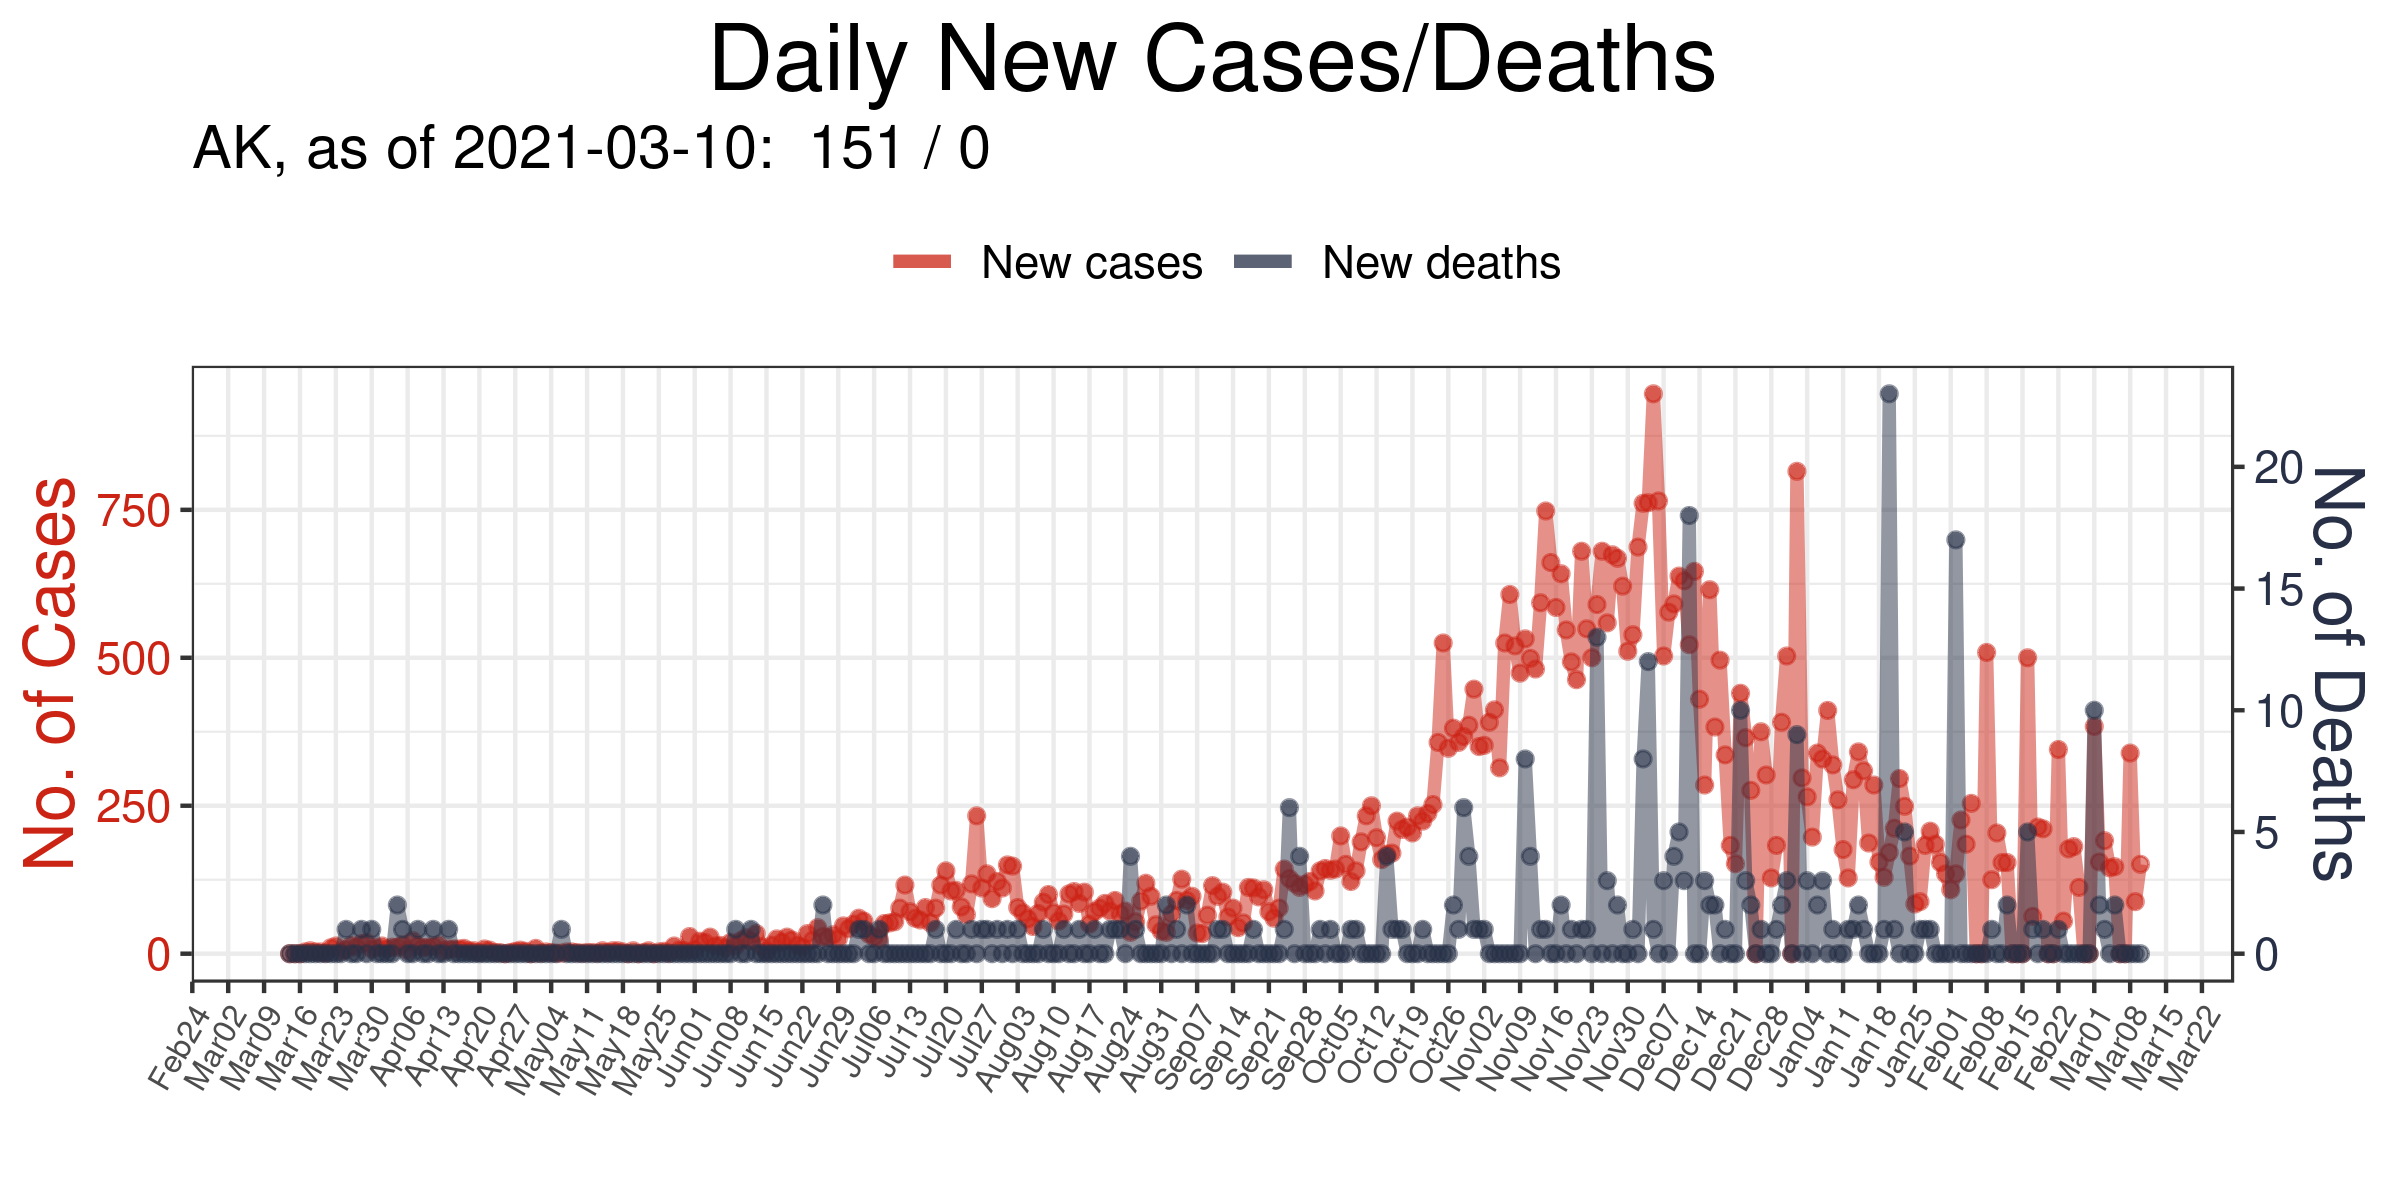 Daily New Cases/Deaths
AK, as of 2021-03-10:  151 / 0
New cases
New deaths
No. of Cases
750
500
250
0
20
15
10
5
0
No. of Deaths
Feb24
Mar02
Mar09
Mar16
Mar23
Mar30
Apr06
Apr13
Apr20
Apr27
May04
May11
May18
May25
Jun01
Jun08
Jun15
Jun22
Jun29
Jul06
Jul13
Jul20
Jul27
Aug03
Aug10
Aug17
Aug24
Aug31
Sep07
Sep14
Sep21
Sep28
Oct05
Oct12
Oct19
Oct26
Nov02
Nov09
Nov16
Nov23
Nov30
Dec07
Dec14
Dec21
Dec28
Jan04
Jan11
Jan18
Jan25
Feb01
Feb08
Feb15
Feb22
Mar01
Mar08
Mar15
Mar22